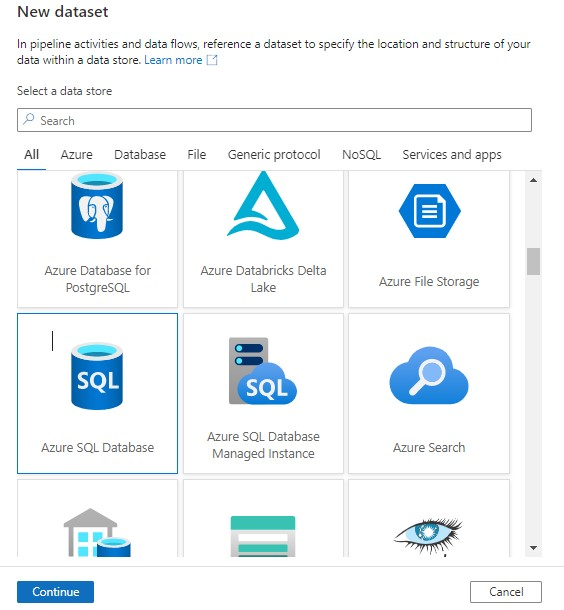 New dataset
In pipeline activities and data flows, reference a dataset to specify the location and structure of your
data within a data store. Learn more
Select a data store
Search
All Azure Database File Generic protocol NoSQL Services and apps
Azure Database for
PostgreSQL
Azure Databricks Delta
Lake
Azure File Storage
SQL
Azure SQL Database
SQL
Azure SQL Database
Managed Instance
Azure Search
Continue
Cancel